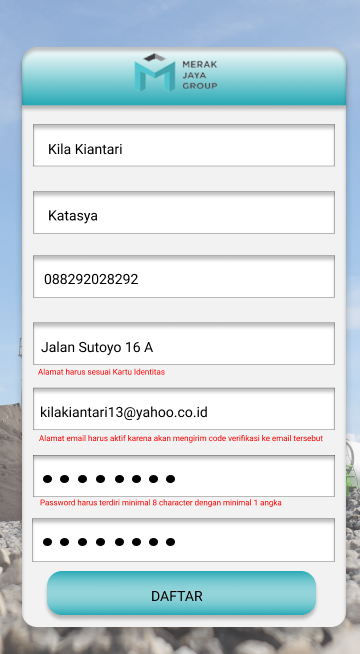 MERAK
JAYA
GROUP
Kila Kiantari
Katasya
088292028292
Jalan Sutoyo 16 A
Alamat harus sesuai Kartu Identitas
kilakiantari13@yahoo.co.id
Alamat email harus aktif karena akan mengirim code verifikasi ke email tersebut
Password harus terdiri minimal 8 character dengan minimal 1 angka
DAFTAR